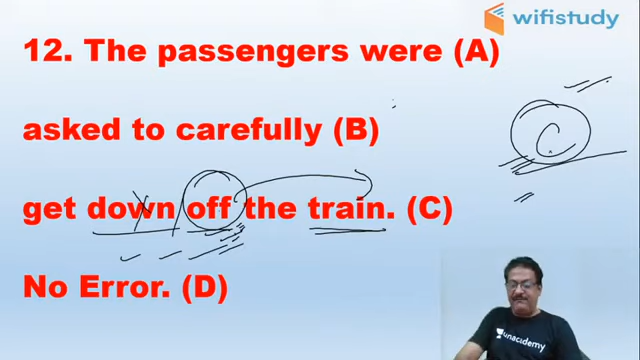 wifistudy
12. The passengers were (A)
asked to carefully (B)
C
get down off the train. (C)
No Error. (D)
unacademy